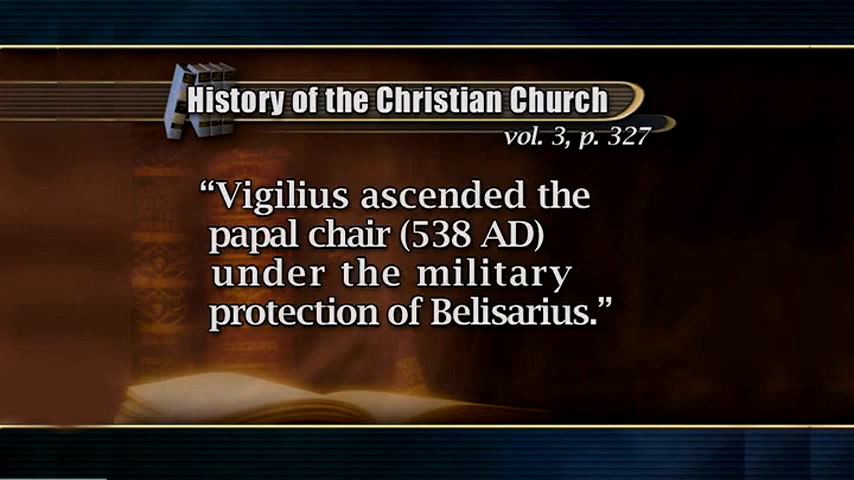 History of the Christian Church
vol. 3, p. 327
“Vigilius ascended the
papal chair (538 AD)
under the military
protection of Belisarius.”